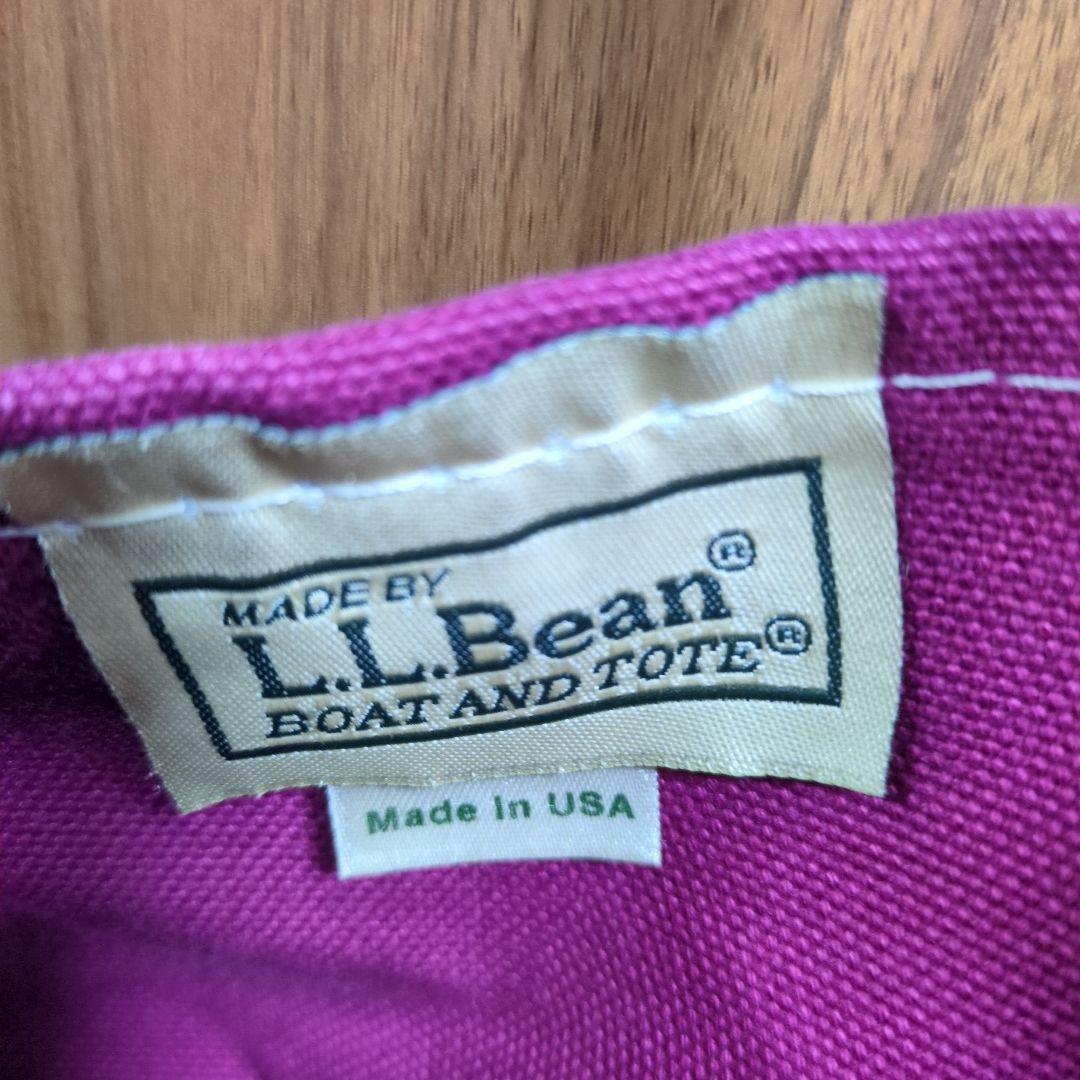 MADE BY
L.L.Bean®
BOAT AND TOTE®
Made In USA